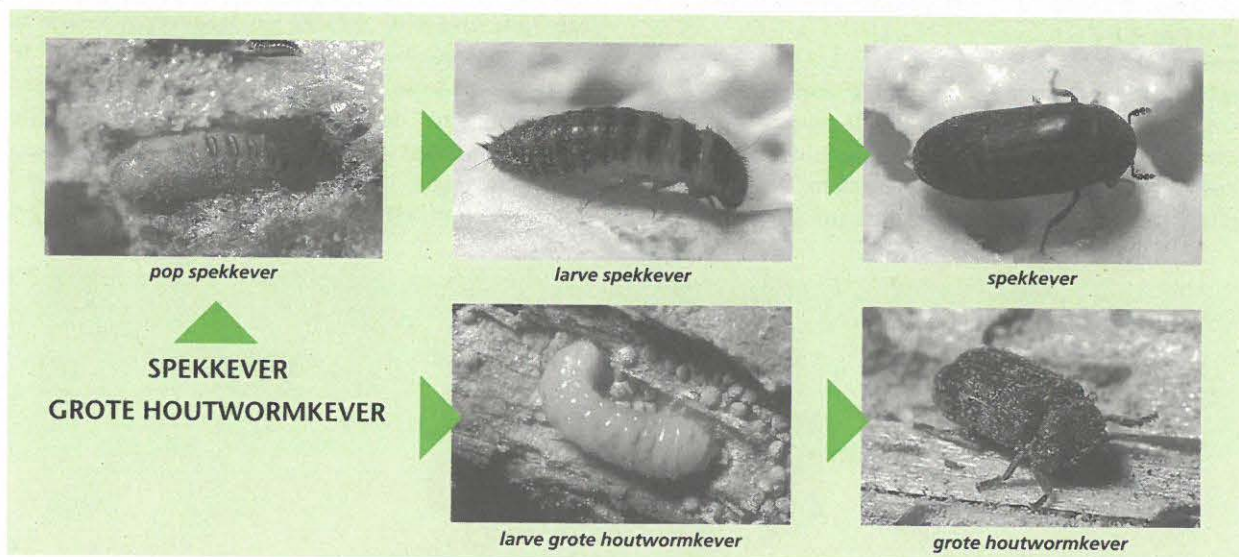 pop spekkever
larve spekkever
spekkever
SPEKKEVER
GROTE HOUTWORMKEVER
larve grote houtwormkever
grote houtwormkever